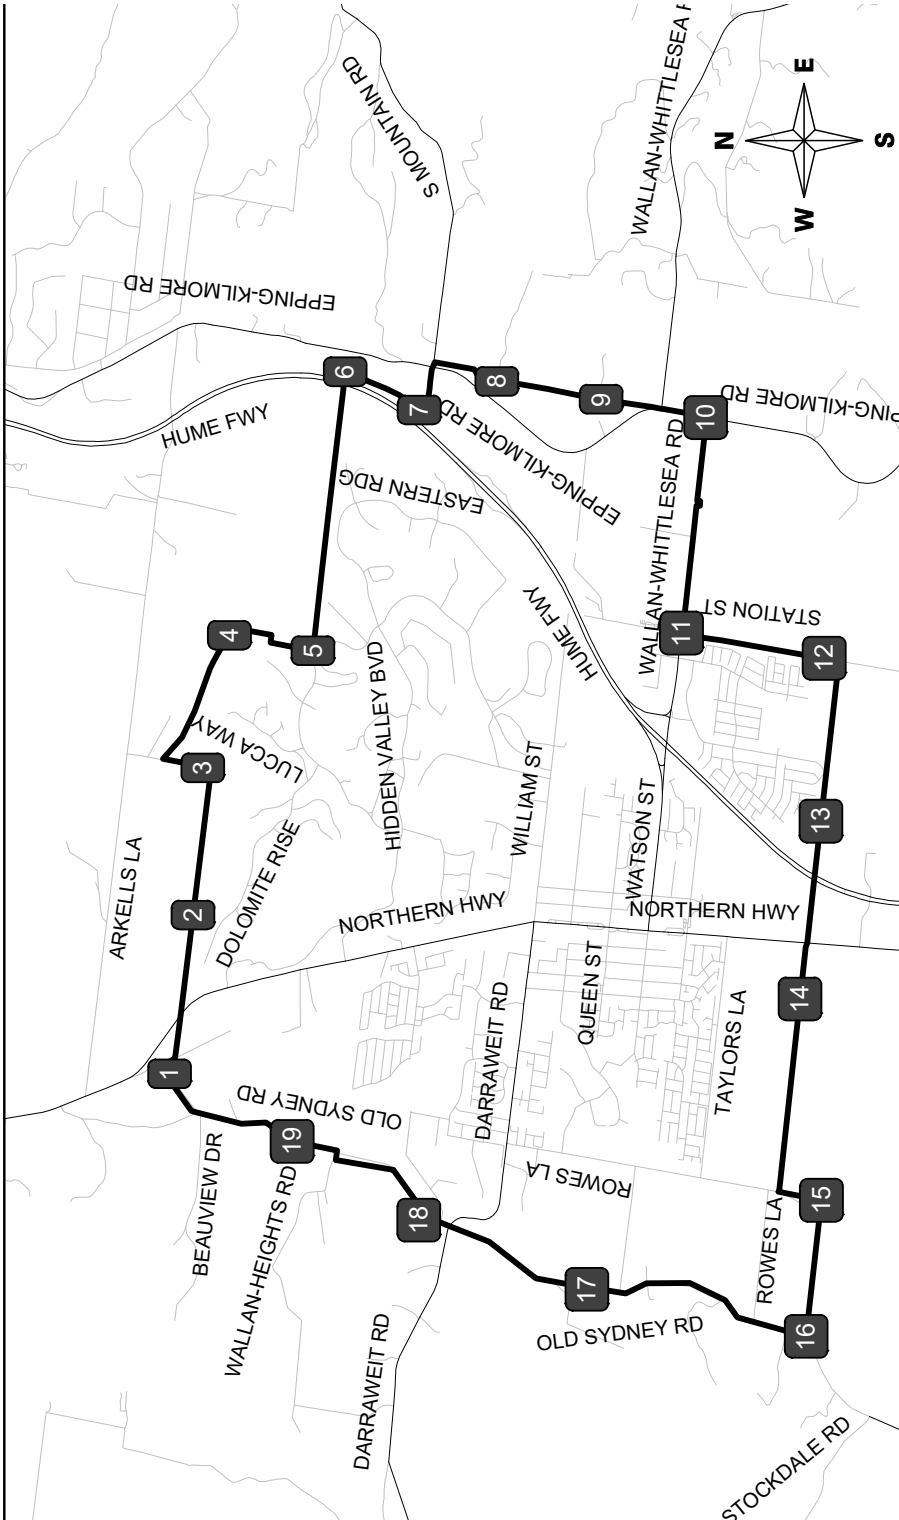 S MOUNTAIN RD
WALLAN-WHITTLESEA R
N
E
S
W
EPPING-KILMORE RD
HUME FWY
6
7
8
9
10
EPPING-KILMORE RD
PING-KILMORE RD
EASTERN RDG
WALLAN-WHITTLESEA RD
4
5
11
STATION ST
12
HUME FWY
LUCCA WAY
3
HIDDEN VALLEY BVD
WILLIAM ST
WATSON ST
13
ARKELLS LA
2
DOLOMITE RISE
NORTHERN HWY
NORTHERN HWY
QUEEN ST
14
1
OLD SYDNEY RD
DARRAWEIT RD
TAYLORS LA
19
BEAUVIEW DR
WALLAN-HEIGHTS RD
18
ROWES LA
15
ROWES LA
17
16
OLD SYDNEY RD
DARRAWEIT RD
STOCKDALE RD